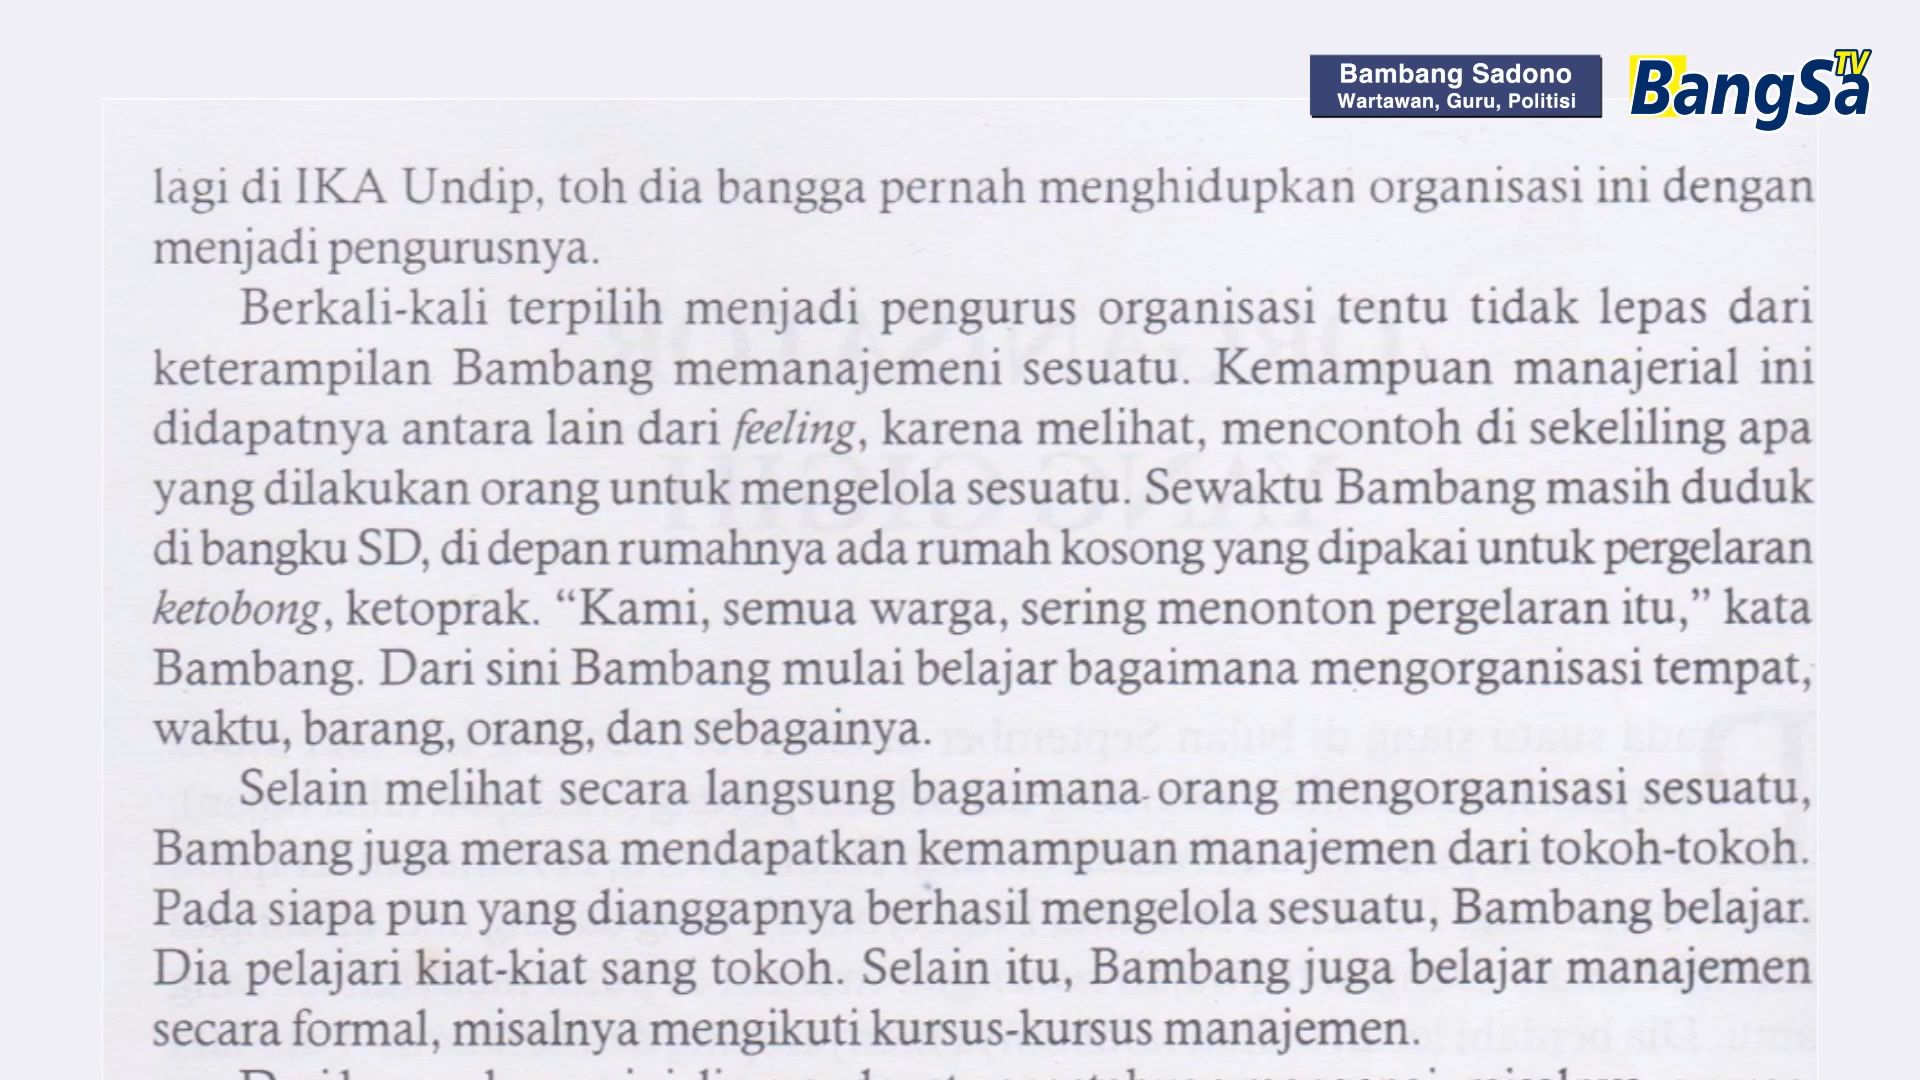 Bambang Sadono
Wartawan, Guru, Politisi
BangSa TV
lagi di IKA Undip, toh dia bangga pernah menghidupkan organisasi ini dengan
menjadi pengurusnya.
Berkali-kali terpilih menjadi pengurus organisasi tentu tidak lepas dari
keterampilan Bambang memanajemeni sesuatu. Kemampuan manajerial ini
didapatnya antara lain dari feeling, karena melihat, mencontoh di sekeliling apa
yang dilakukan orang untuk mengelola sesuatu. Sewaktu Bambang masih duduk
di bangku SD, di depan rumahnya ada rumah kosong yang dipakai untuk pergelaran
ketobong, ketoprak. “Kami, semua warga, sering menonton pergelaran itu,” kata
Bambang. Dari sini Bambang mulai belajar bagaimana mengorganisasi tempat,
waktu, barang, orang, dan sebagainya.
Selain melihat secara langsung bagaimana orang mengorganisasi sesuatu,
Bambang juga merasa mendapatkan kemampuan manajemen dari tokoh-tokoh.
Pada siapa pun yang dianggapnya berhasil mengelola sesuatu, Bambang belajar.
Dia pelajari kiat-kiat sang tokoh. Selain itu, Bambang juga belajar manajemen
secara formal, misalnya mengikuti kursus-kursus manajemen.